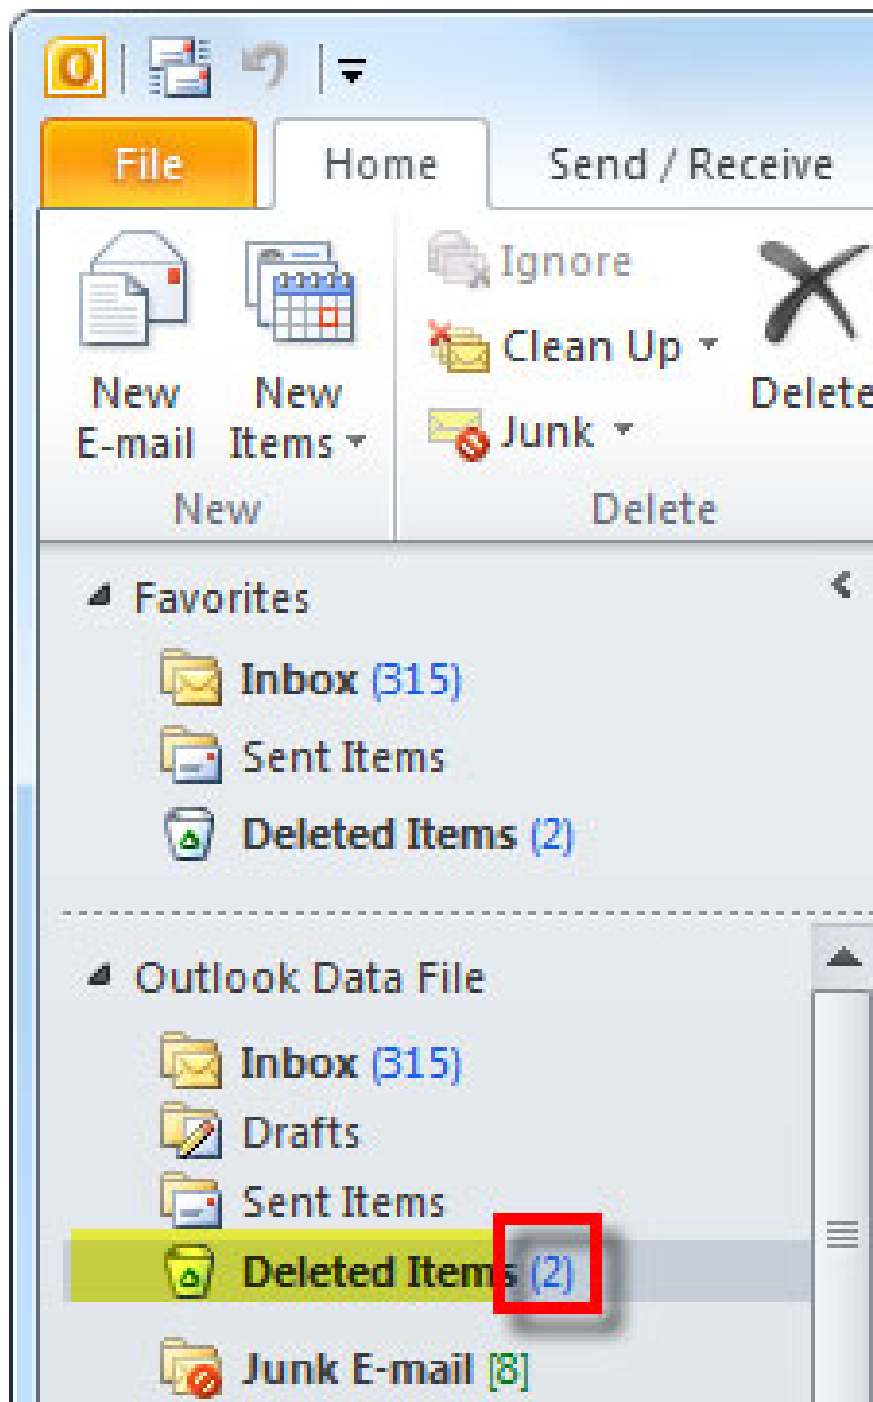 File Home Send / Receive
Ignore
Clean Up
Junk
New E-mail
New Items
Delete
New
Delete
Favorites
Inbox (315)
Sent Items
Deleted Items (2)
Outlook Data File
Inbox (315)
Drafts
Sent Items
Deleted Items (2)
Junk E-mail [8]